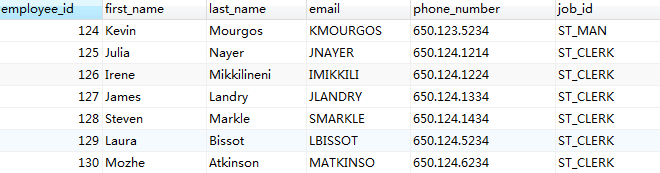 employee_id first_name last_name email phone_number job_id
124 Kevin Mourgos KMOURGOS 650.123.5234 ST_MAN
125 Julia Nayer JNAYER 650.124.1214 ST_CLERK
126 Irene Mikkilineni IMIKKILI 650.124.1224 ST_CLERK
127 James Landry JLANDRY 650.124.1334 ST_CLERK
128 Steven Markle SMARKLE 650.124.1434 ST_CLERK
129 Laura Bissot LBISSOT 650.124.5234 ST_CLERK
130 Mozhe Atkinson MATKINSO 650.124.6234 ST_CLERK